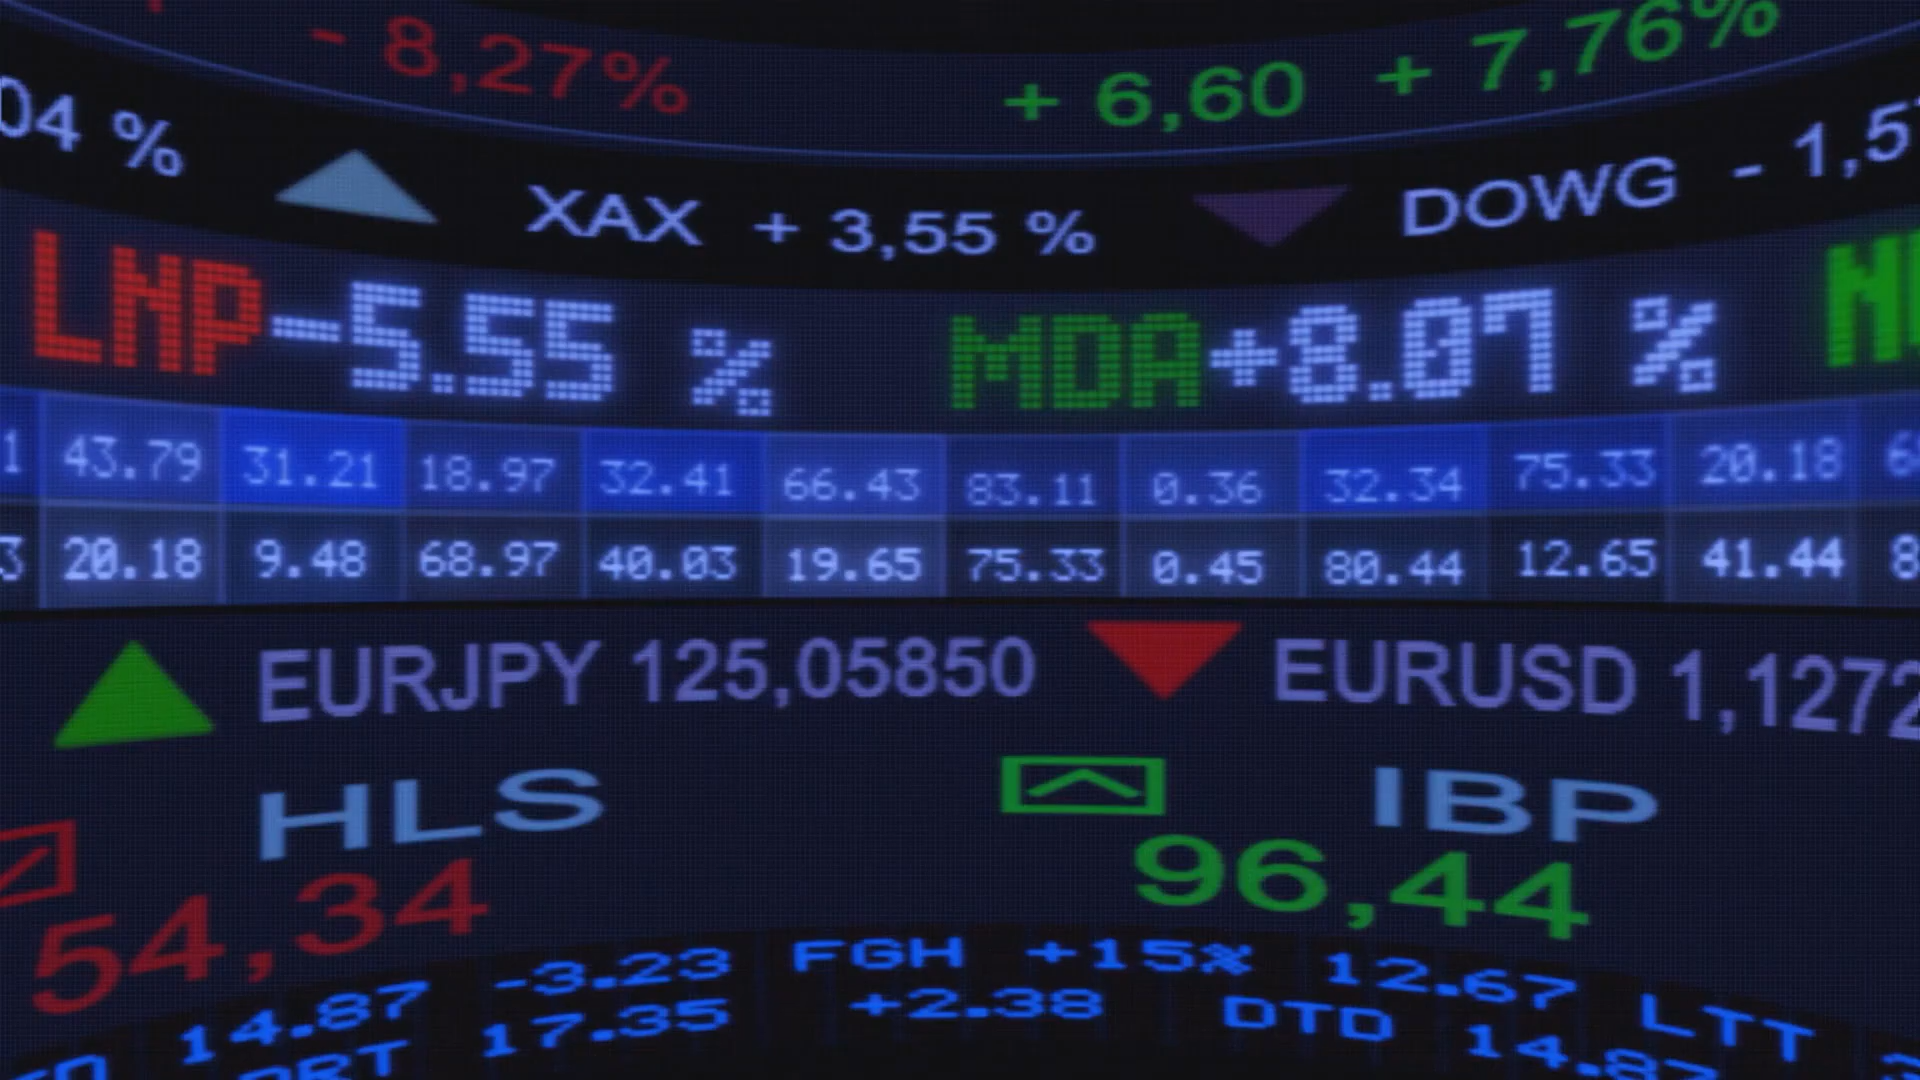 - 8,27% + 6,60 + 7,76%
04 % XAX + 3,55 % DOWG - 1,5
LNP-5.55 % MDA+8.07 %
43.79 31.21 18.97 32.41 66.43 83.11 0.36 32.34 75.33 20.18
20.18 9.48 68.97 40.03 19.65 75.33 0.45 80.44 12.65 41.44
EURJPY 125,05850 EURUSD 1,1272
HLS IBP
54,34 96,44
14.87 -3.23 FGH +15% 12.67 LTT
17.35 +2.38 DTD 14.87